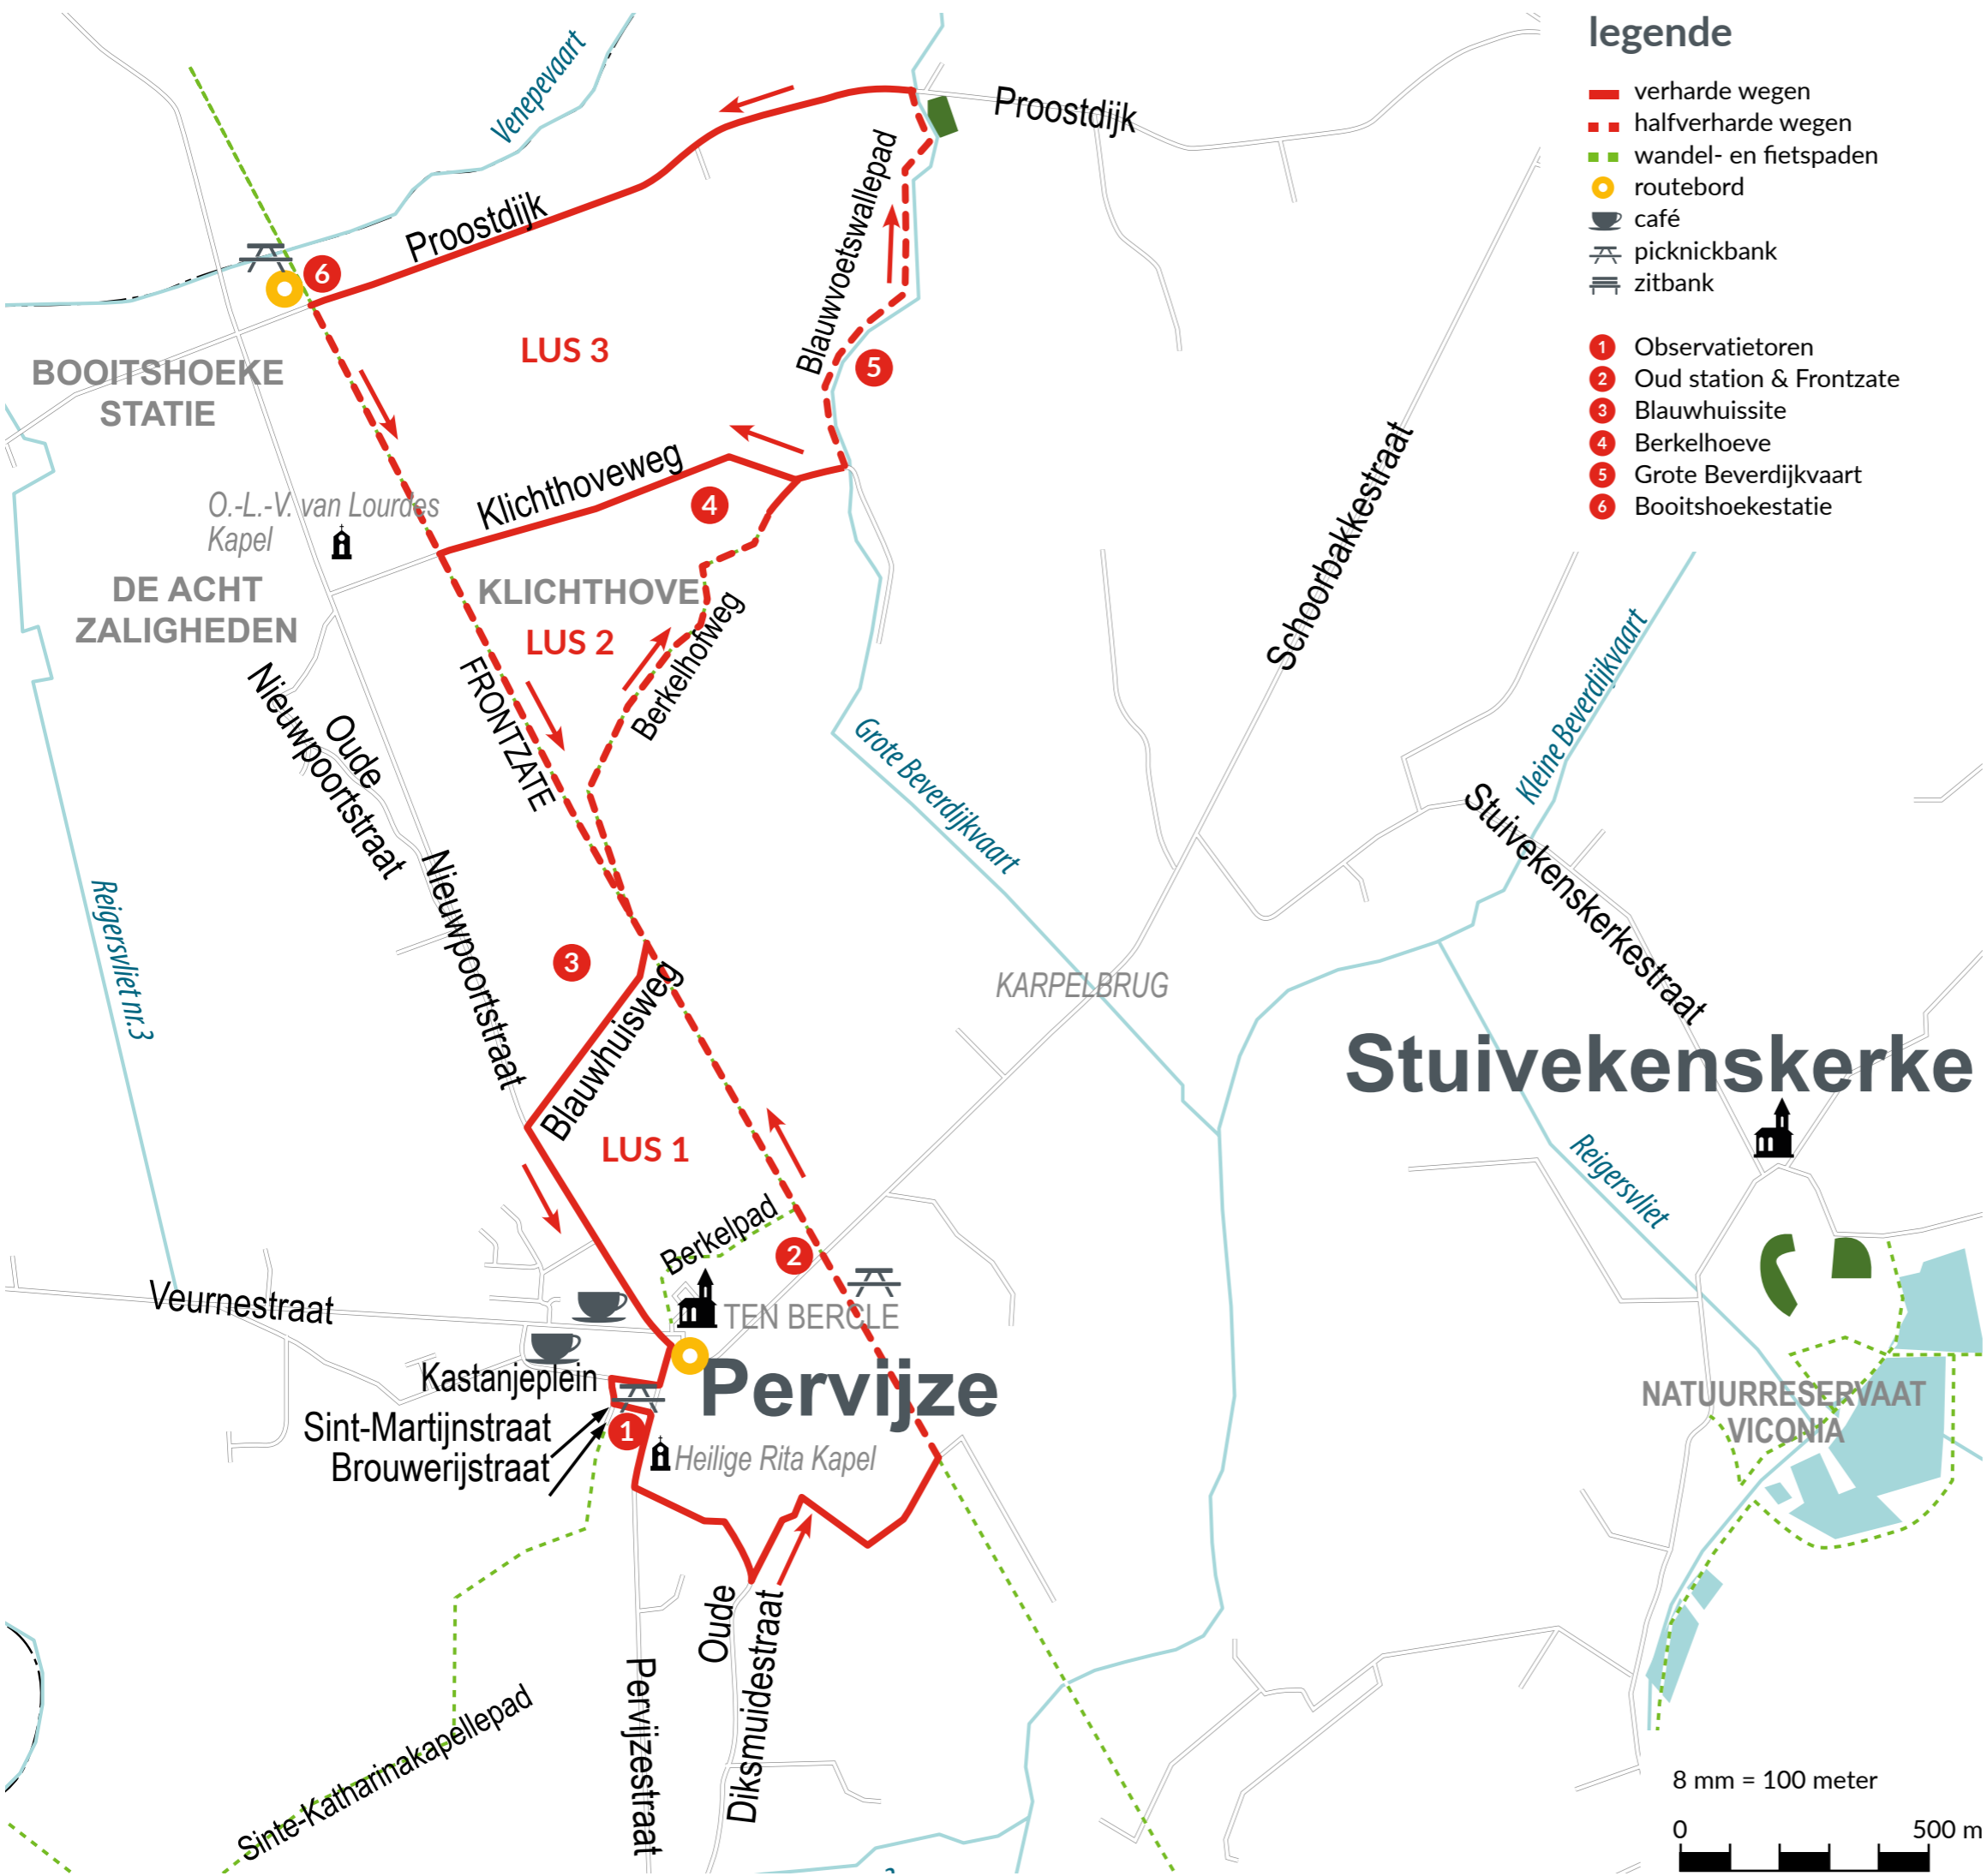 legende
verharde wegen
halfverharde wegen
wandel- en fietspaden
routebord
café
picknickbank
zitbank
1 Observatietoren
2 Oud station & Frontzate
3 Blauwhuissite
4 Berkelhoeve
5 Grote Beverdijkvaart
6 Booitshoekestatie
Venepevaart
Proostdijk
Proostdijk
Blauwvoetswallepad
6
LUS 3
5
BOOITSHOEKE
STATIE
Klichthoveweg
4
O.-L.-V. van Lourdes
Kapel
Schoorbakkestraat
DE ACHT
ZALIGHEDEN
KLICHTHOVE
LUS 2
Berkelhofweg
FRONTZATE
Oude
Nieuwpoortstraat
Grote Beverdijkvaart
Kleine Beverdijkvaart
Stuivekenskerkestraat
Nieuwpoortstraat
Reigersvliet nr.3
3
KARPELBRUG
Blauwhuisweg
Stuivekenskerke
LUS 1
Reigersvliet
Berkelpad
2
Veurnestraat
TEN BERCLE
Kastanjeplein
Pervijze
NATUURRESERVAAT
VICONIA
Sint-Martijnstraat
1
Brouwerijstraat
Heilige Rita Kapel
Oude
Diksmuidestraat
Pervijzestraat
Sinte-Katharinakapellepad
8 mm = 100 meter
0 500 m